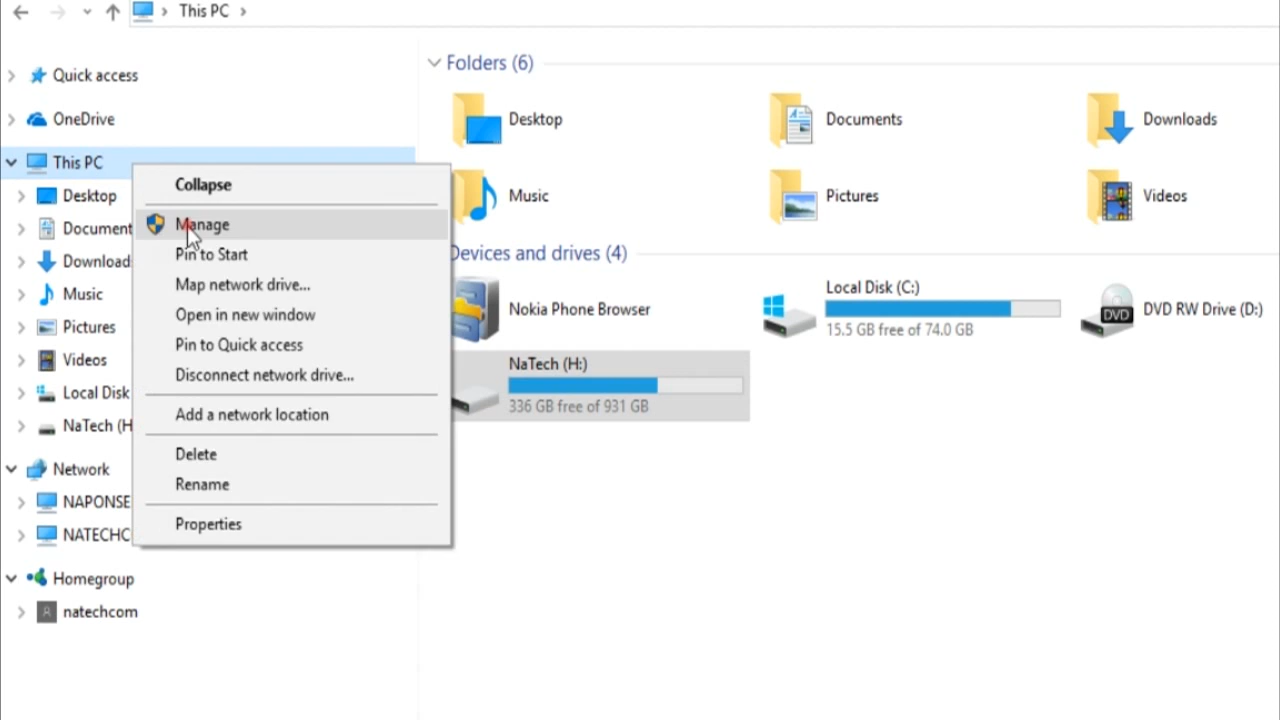 This PC
Quick access
OneDrive
This PC
Desktop
Document
Download
Music
Pictures
Videos
Local Disk
NaTech (H
Network
NAPONSE
NATECHC
Homegroup
natechcom
Collapse
Manage
Pin to Start
Map network drive...
Open in new window
Pin to Quick access
Disconnect network drive...
Add a network location
Delete
Rename
Properties
Folders (6)
Desktop
Documents
Downloads
Music
Pictures
Videos
Devices and drives (4)
Nokia Phone Browser
Local Disk (C:)
15.5 GB free of 74.0 GB
DVD
DVD RW Drive (D:)
NaTech (H:)
336 GB free of 931 GB